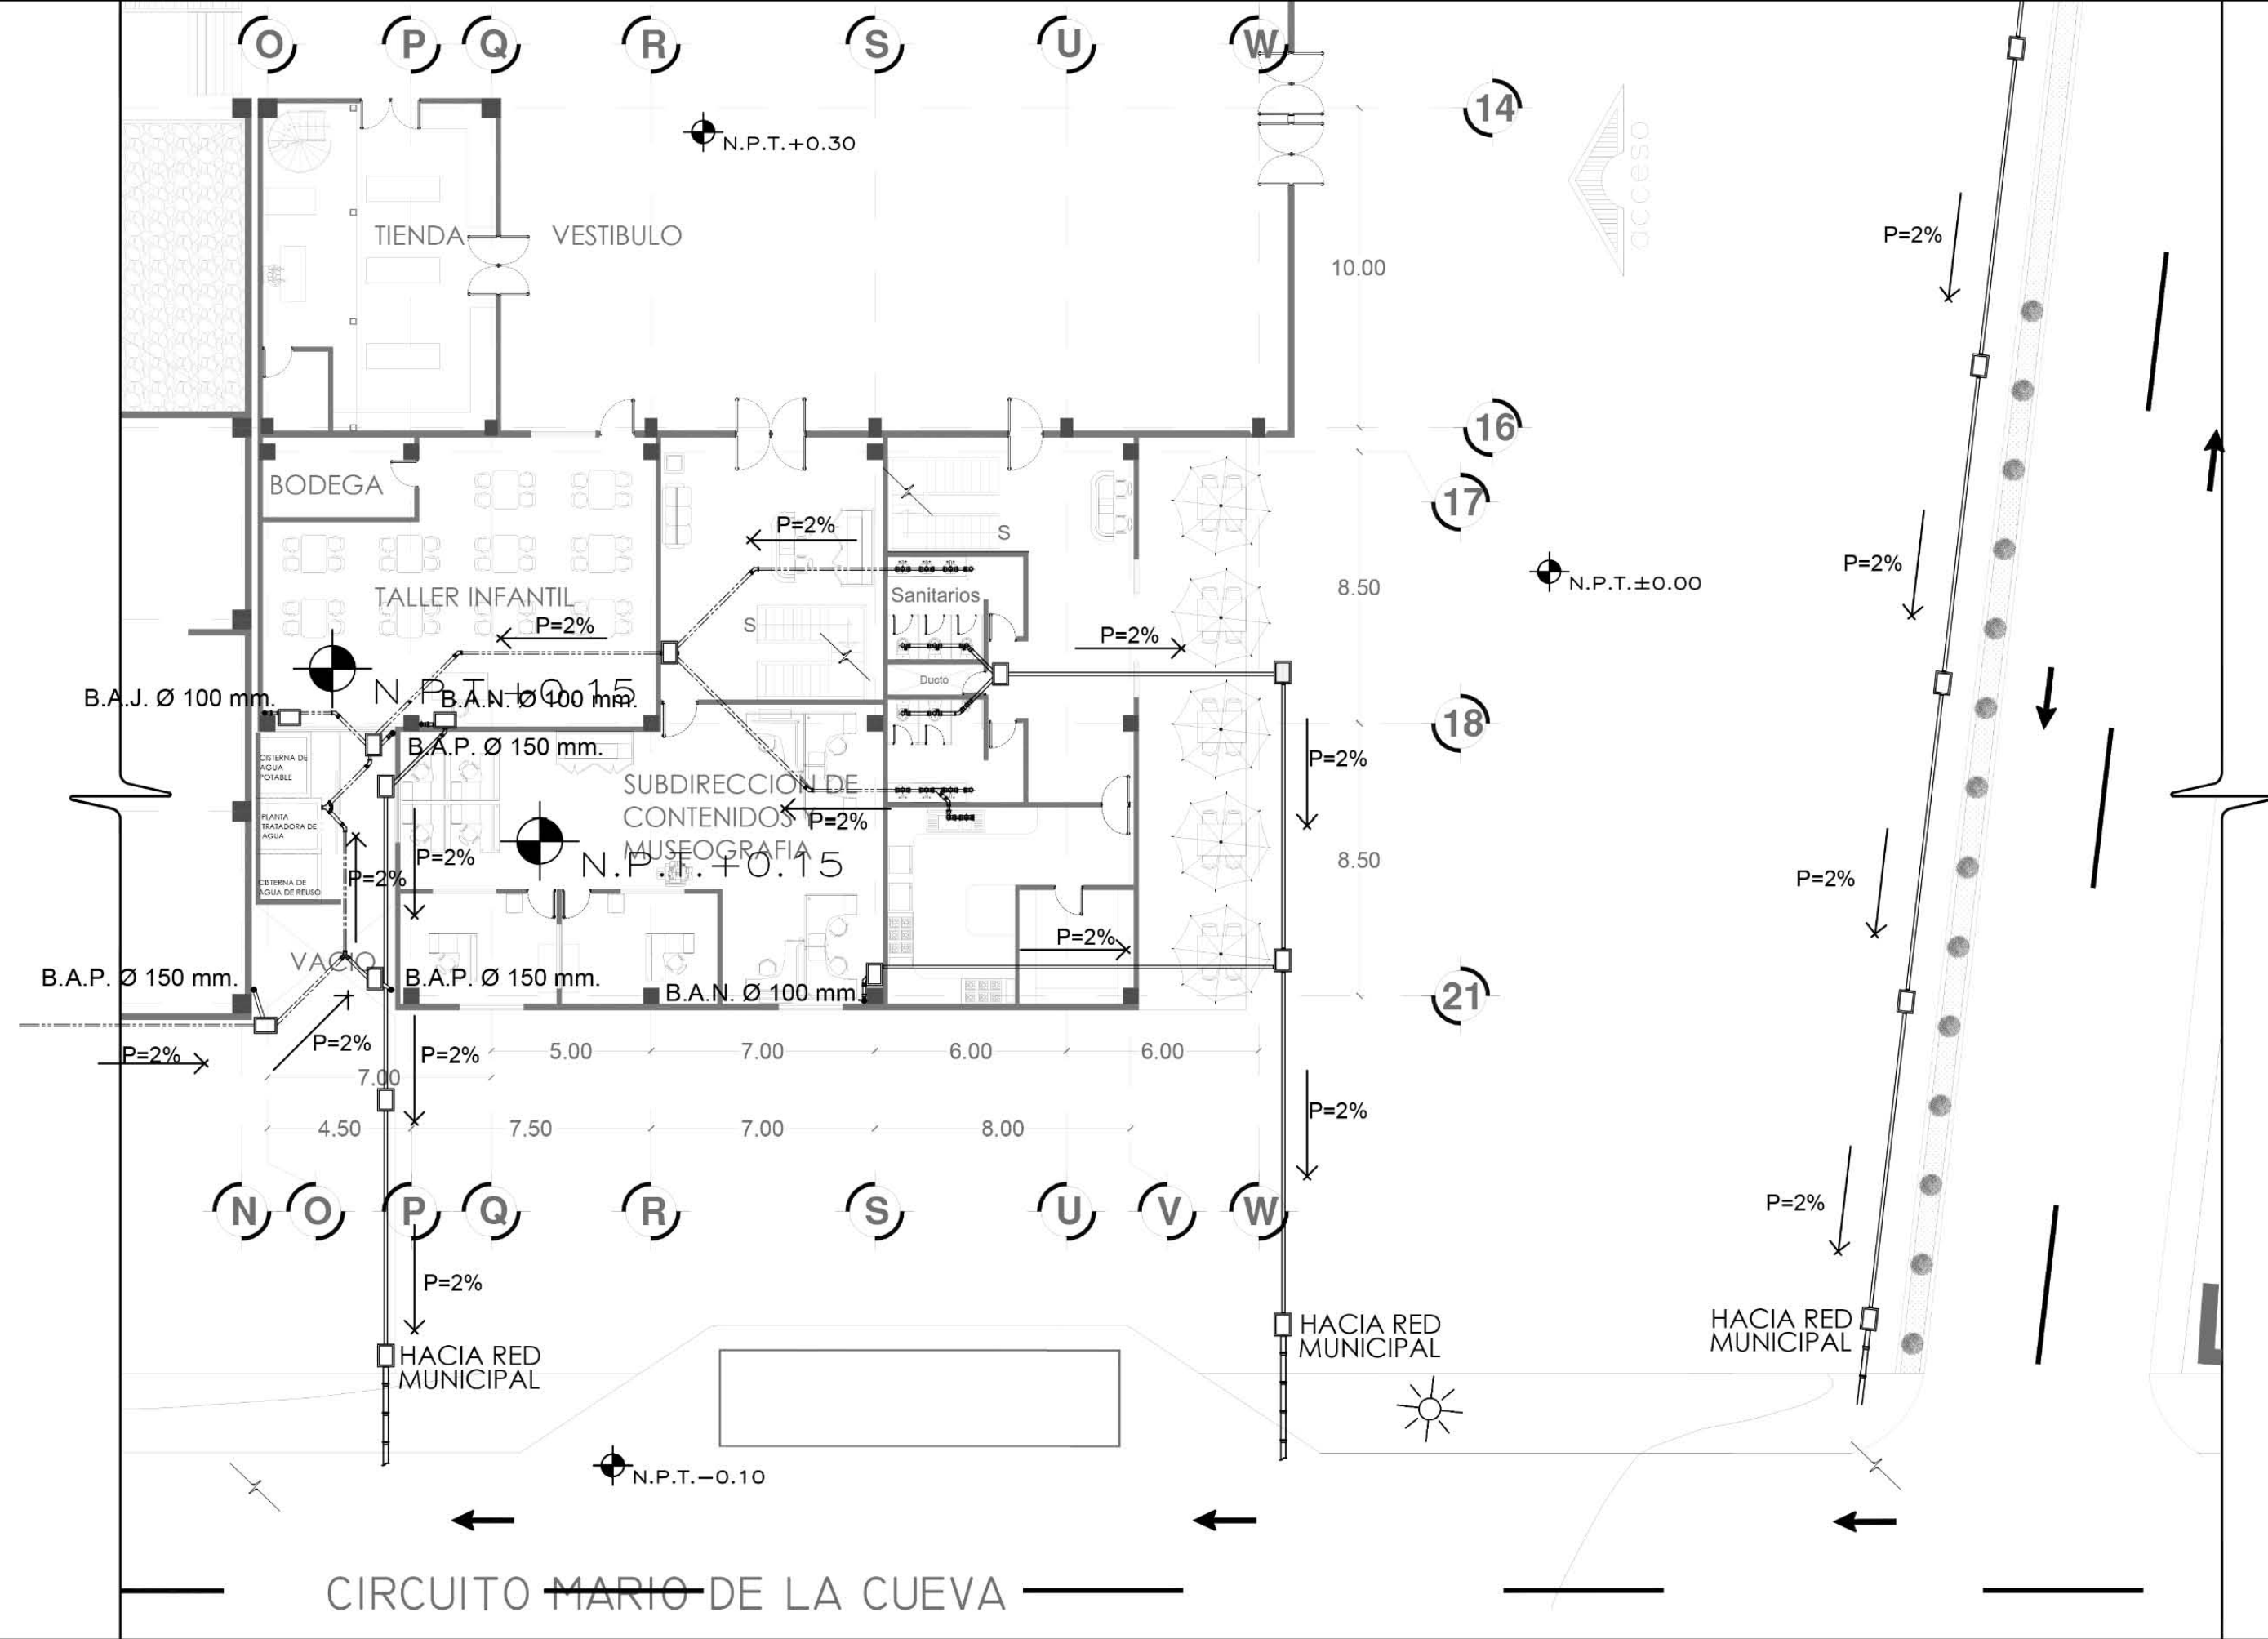 O P Q R S U W
14
N.P.T.+0.30
acceso
TIENDA VESTIBULO
P=2%
10.00
16
BODEGA
17
P=2%
S
P=2%
N.P.T.±0.00
TALLER INFANTIL
Sanitarios
8.50
P=2%
S
P=2%
Ducto
N.P.T.+0.15
B.A.J. Ø 100 mm.
B.A.N. Ø 100 mm.
18
B.A.P. Ø 150 mm.
P=2%
CISTERNA DE
AGUA
POTABLE
SUBDIRECCION DE
CONTENIDOS Y
MUSEOGRAFIA
P=2%
PLANTA
TRATADORA DE
AGUA
P=2%
N.P.T.+0.15
8.50
P=2%
P=2%
CISTERNA DE
AGUA DE REUSO
P=2%
VACIO
B.A.P. Ø 150 mm.
B.A.P. Ø 150 mm.
B.A.N. Ø 100 mm.
21
P=2%
P=2%
P=2%
5.00 7.00 6.00 6.00
7.00
P=2%
4.50 7.50 7.00 8.00
N O P Q R S U V W
P=2%
P=2%
HACIA RED
MUNICIPAL
HACIA RED
MUNICIPAL
HACIA RED
MUNICIPAL
N.P.T.-0.10
CIRCUITO MARIO DE LA CUEVA